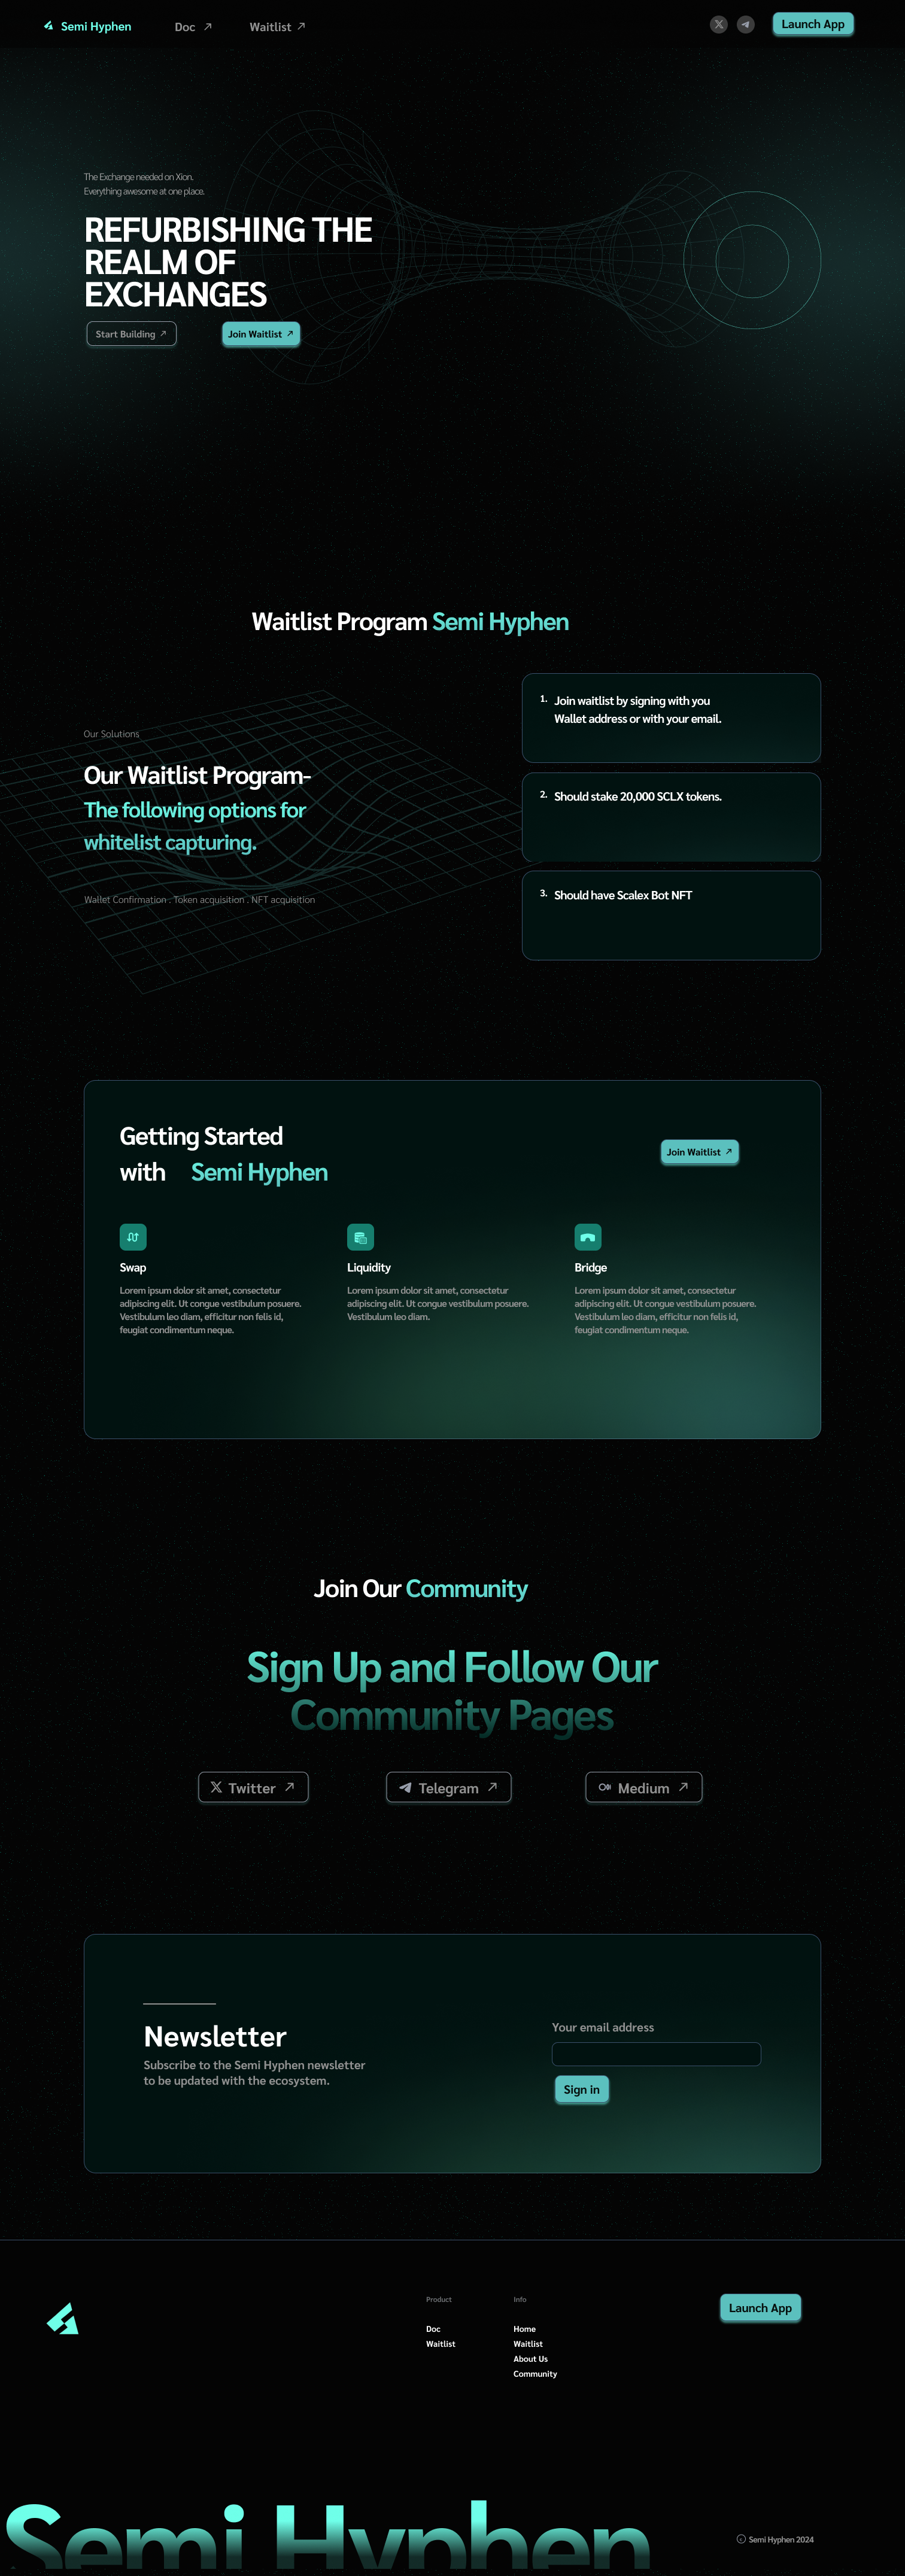 Semi Hyphen
Doc
Waitlist
Launch App
The Exchange needed on Xion.
Everything awesome at one place.
REFURBISHING THE
REALM OF
EXCHANGES
Start Building
Join Waitlist
Waitlist Program Semi Hyphen
Our Solutions
Our Waitlist Program-
The following options for
whitelist capturing.
Wallet Confirmation . Token acquisition . NFT acquisition
1. Join waitlist by signing with you
Wallet address or with your email.
2. Should stake 20,000 SCLX tokens.
3. Should have Scalex Bot NFT
Getting Started
with Semi Hyphen
Join Waitlist
Swap
Lorem ipsum dolor sit amet, consectetur
adipiscing elit. Ut congue vestibulum posuere.
Vestibulum leo diam, efficitur non felis id,
feugiat condimentum neque.
Liquidity
Lorem ipsum dolor sit amet, consectetur
adipiscing elit. Ut congue vestibulum posuere.
Vestibulum leo diam.
Bridge
Lorem ipsum dolor sit amet, consectetur
adipiscing elit. Ut congue vestibulum posuere.
Vestibulum leo diam, efficitur non felis id,
feugiat condimentum neque.
Join Our Community
Sign Up and Follow Our
Community Pages
Twitter
Telegram
Medium
Newsletter
Subscribe to the Semi Hyphen newsletter
to be updated with the ecosystem.
Your email address
Sign in
Product
Doc
Waitlist
Info
Home
Waitlist
About Us
Community
Launch App
Semi Hyphen
© Semi Hyphen 2024